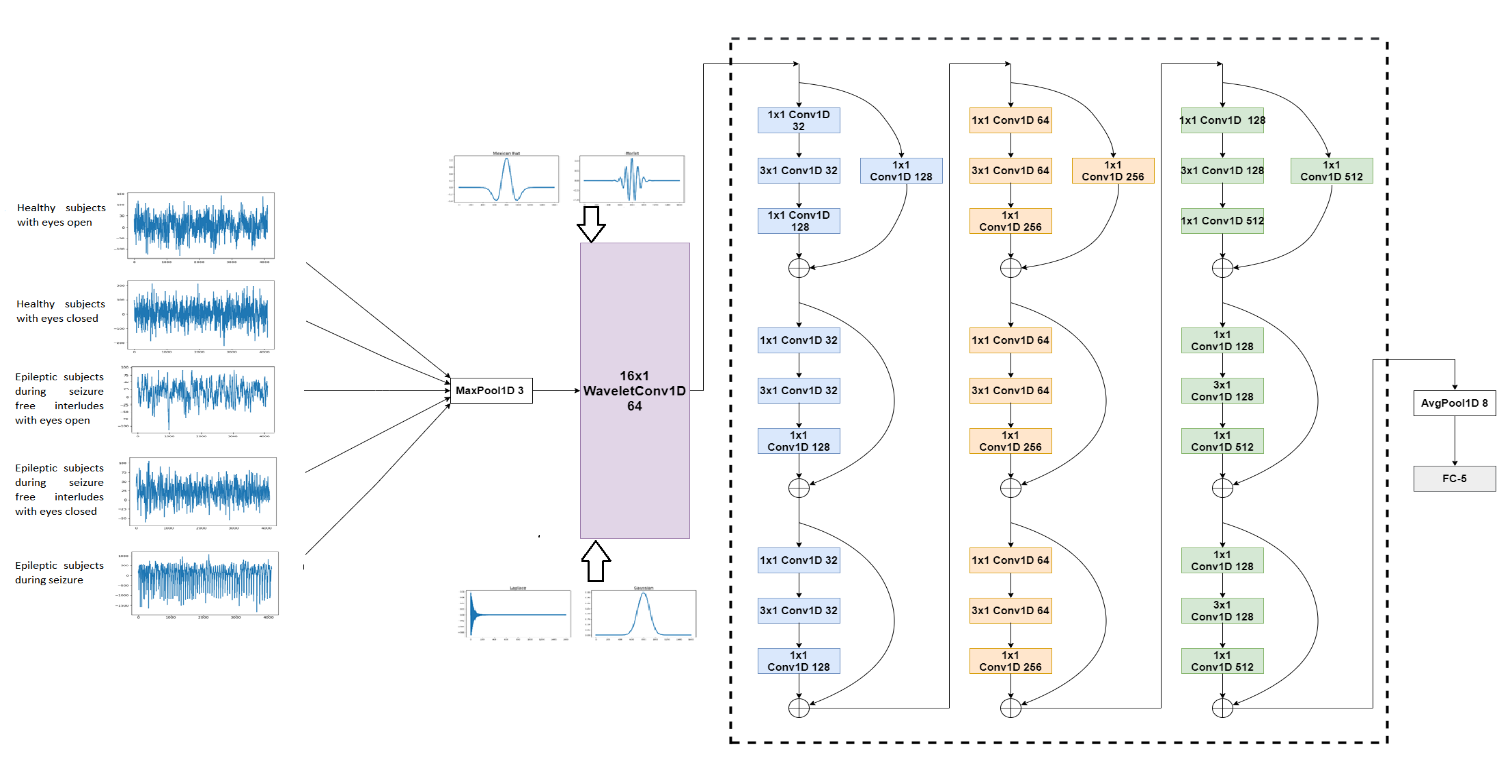 Healthy subjects
with eyes open
Healthy subjects
with eyes closed
Epileptic subjects
during seizure
free interludes
with eyes open
Epileptic subjects
during seizure
free interludes
with eyes closed
Epileptic subjects
during seizure
MaxPool1D 3
Mexican hat
Morlet
16x1
WaveletConv1D
64
Laplace
Gaussian
1x1 Conv1D
32
3x1 Conv1D 32
1x1 Conv1D
128
1x1
Conv1D 128
1x1 Conv1D 32
3x1 Conv1D 32
1x1
Conv1D 128
1x1 Conv1D 32
3x1 Conv1D 32
1x1
Conv1D 128
1x1 Conv1D 64
3x1 Conv1D 64
1x1
Conv1D 256
1x1
Conv1D 256
1x1 Conv1D 64
3x1 Conv1D 64
1x1
Conv1D 256
1x1 Conv1D 64
3x1 Conv1D 64
1x1
Conv1D 256
1x1 Conv1D 128
3x1 Conv1D 128
1x1 Conv1D 512
1x1
Conv1D 512
1x1
Conv1D 128
3x1
Conv1D 128
1x1
Conv1D 512
1x1
Conv1D 128
3x1
Conv1D 128
1x1
Conv1D 512
AvgPool1D 8
FC-5